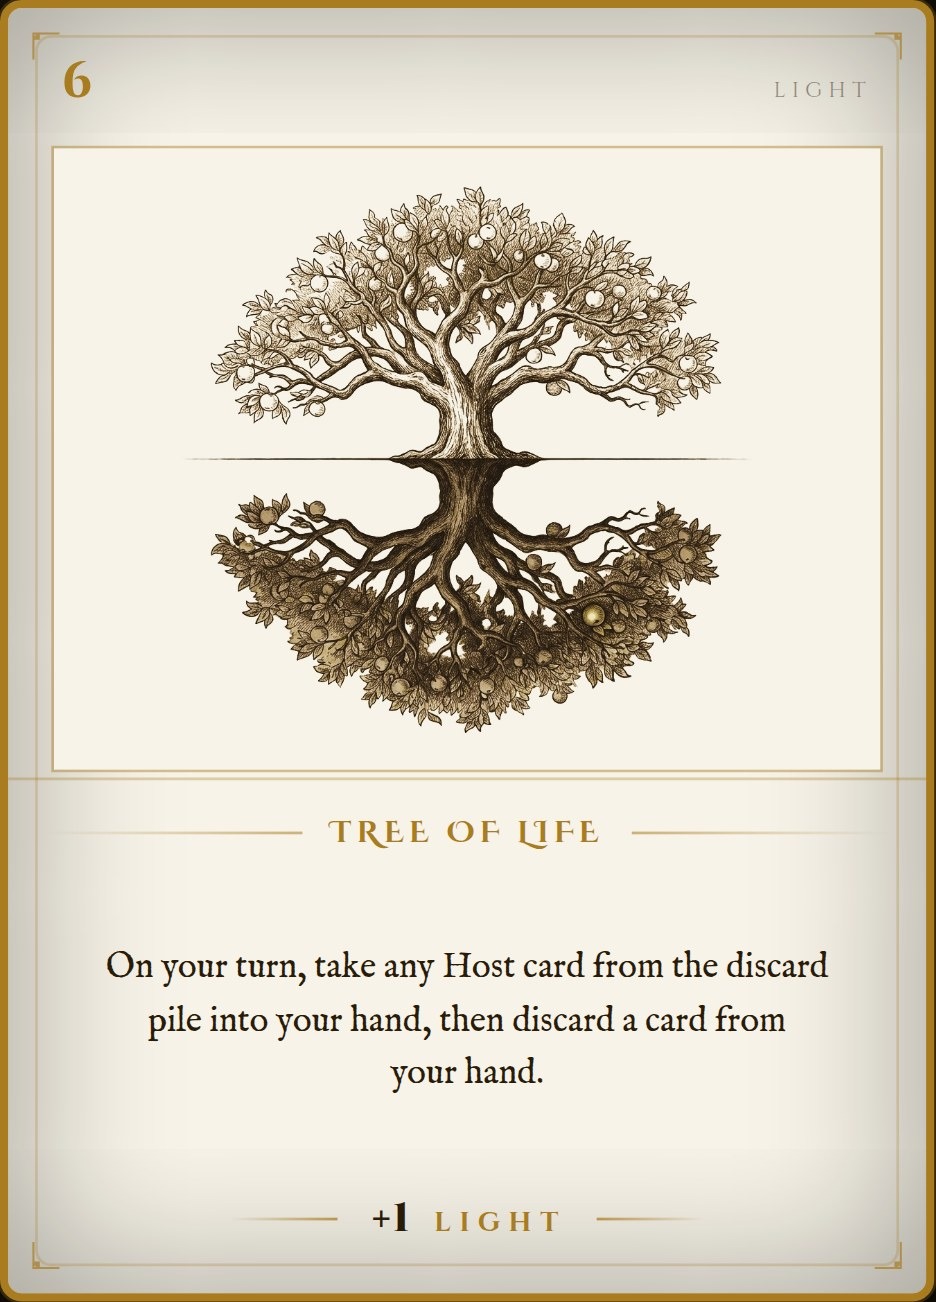 6
LIGHT
TREE OF LIFE
On your turn, take any Host card from the discard
pile into your hand, then discard a card from
your hand.
+1 LIGHT